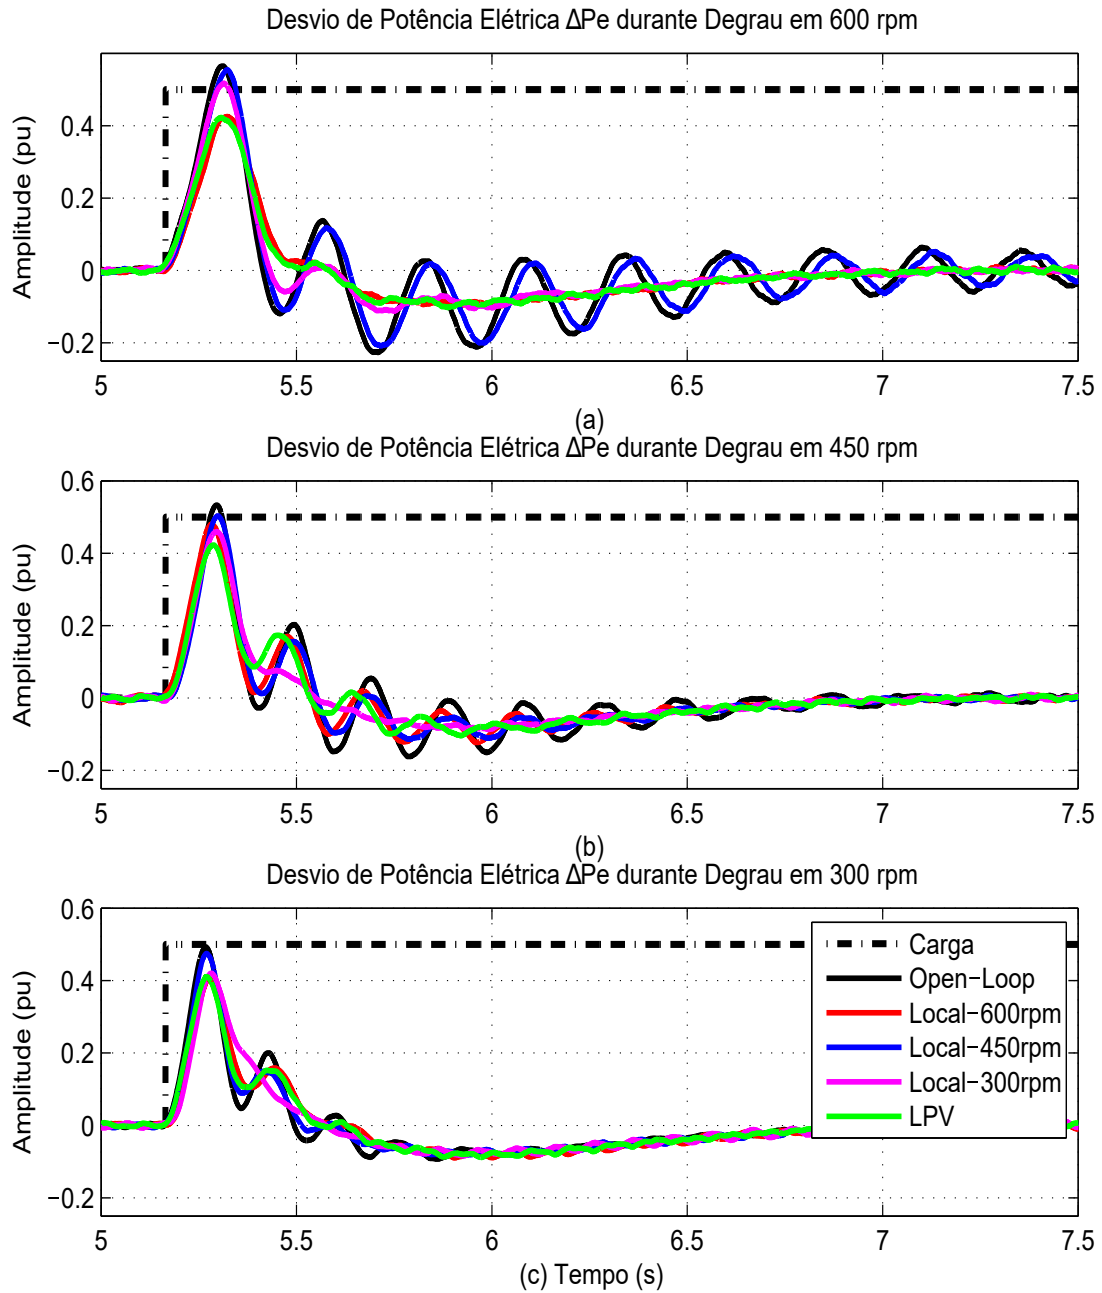 Desvio de Potência Elétrica ΔPe durante Degrau em 600 rpm
Amplitude (pu)
0.4
0.2
0
−0.2
5 5.5 6 6.5 7 7.5
(a)
Desvio de Potência Elétrica ΔPe durante Degrau em 450 rpm
Amplitude (pu)
0.6
0.4
0.2
0
−0.2
5 5.5 6 6.5 7 7.5
(b)
Desvio de Potência Elétrica ΔPe durante Degrau em 300 rpm
Amplitude (pu)
0.6
0.4
0.2
0
−0.2
Carga
Open−Loop
Local−600rpm
Local−450rpm
Local−300rpm
LPV
5 5.5 6 6.5 7 7.5
(c) Tempo (s)